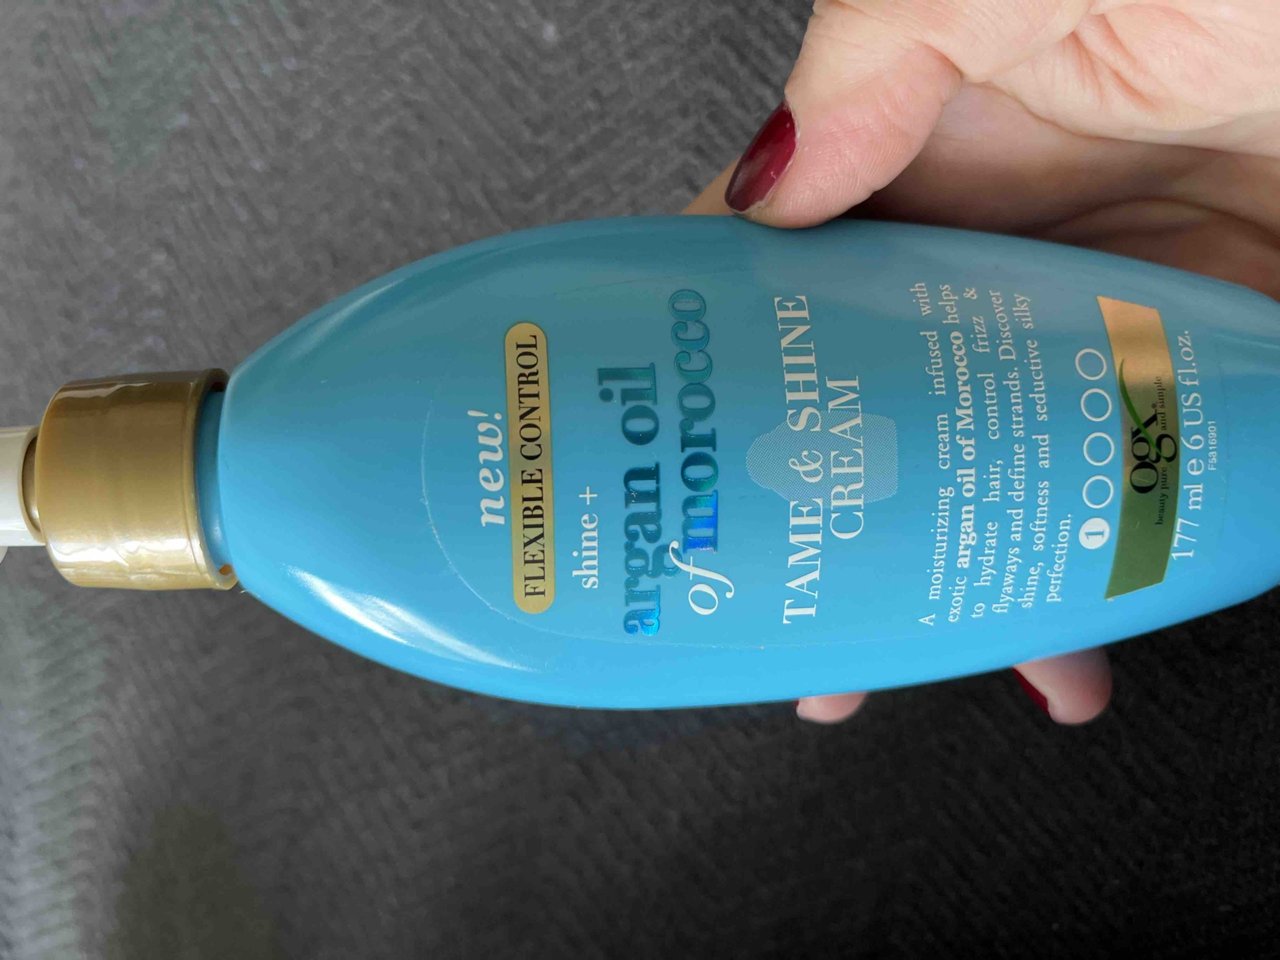 new!
FLEXIBLE CONTROL
shine +
argan oil
of morocco
TAME & SHINE
CREAM
A moisturizing cream infused with
exotic argan oil of Morocco helps
to hydrate hair, control frizz &
flyaways and define strands. Discover
shine, softness and seductive silky
perfection.
1
ogx
beauty pure and simple
177 ml e 6 US fl.oz.
F5316901